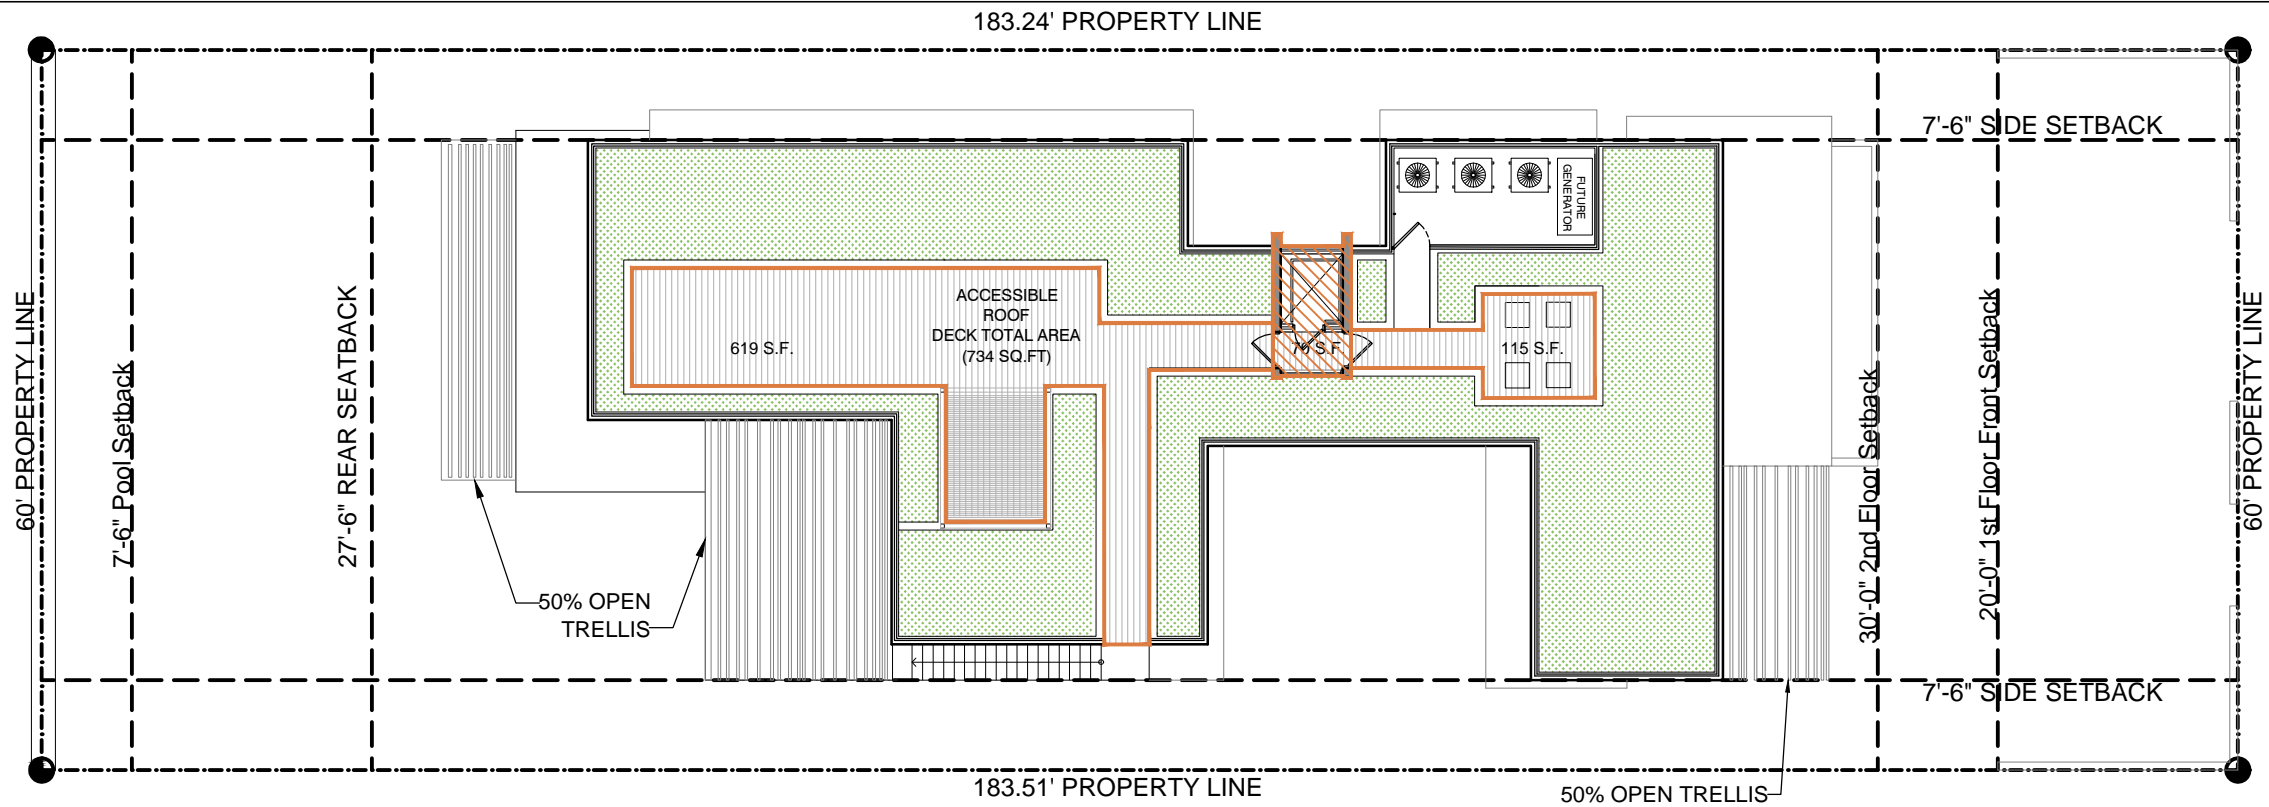 183.24' PROPERTY LINE
7'-6" SIDE SETBACK
FUTURE
GENERATOR
60' PROPERTY LINE
7'-6" Pool Setback
27'-6" REAR SEATBACK
ACCESSIBLE
ROOF
DECK TOTAL AREA
(734 SQ.FT)
619 S.F.
S.F.
115 S.F.
30'-0" 2nd Floor Setback
20'-0" 1st Floor Front Setback
60' PROPERTY LINE
50% OPEN
TRELLIS
7'-6" SIDE SETBACK
183.51' PROPERTY LINE
50% OPEN TRELLIS